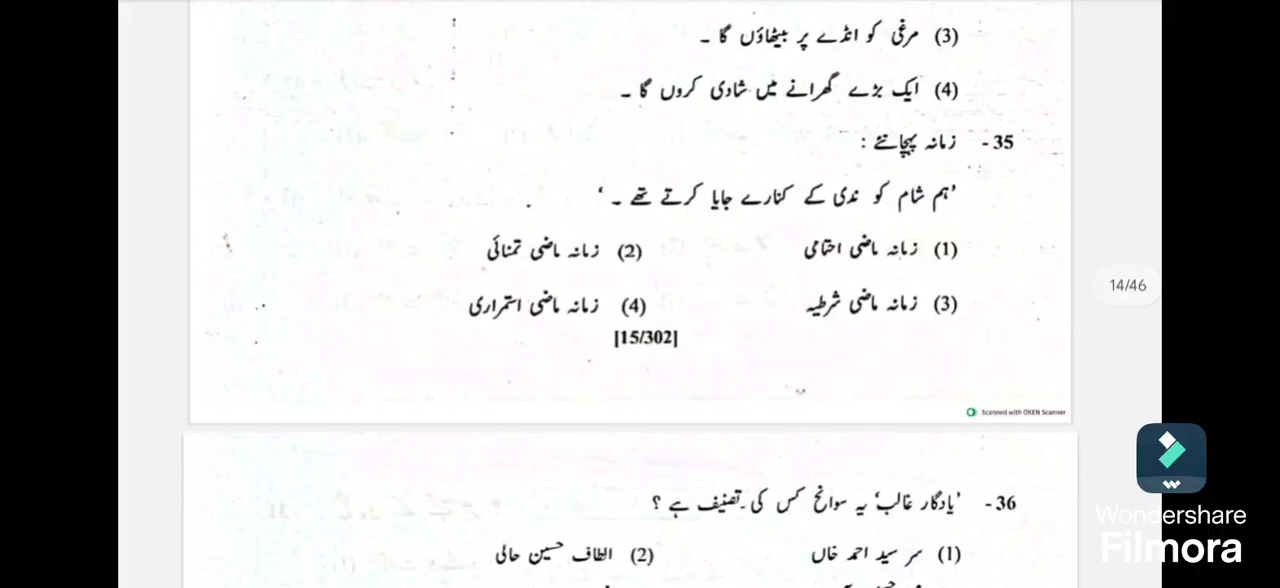 (3) مرغی کو انڈے پر بیٹھاؤں گا ۔
(4) ایک بڑے گھرانے میں شادی کروں گا ۔
35 - زمانہ پہچانئے :
’ہم شام کو ندی کے کنارے جایا کرتے تھے ۔ ‘
(1) زمانہ ماضی احتامی (2) زمانہ ماضی تمنائی
(3) زمانہ ماضی شرطیہ (4) زمانہ ماضی استمراری
[15/302]
14/46
Scanned with OKEN Scanner
36 - ’یادگار غالب‘ یہ سوانح کس کی تصنیف ہے ؟
(1) سر سید احمد خاں (2) الطاف حسین حالی
Wondershare
Filmora